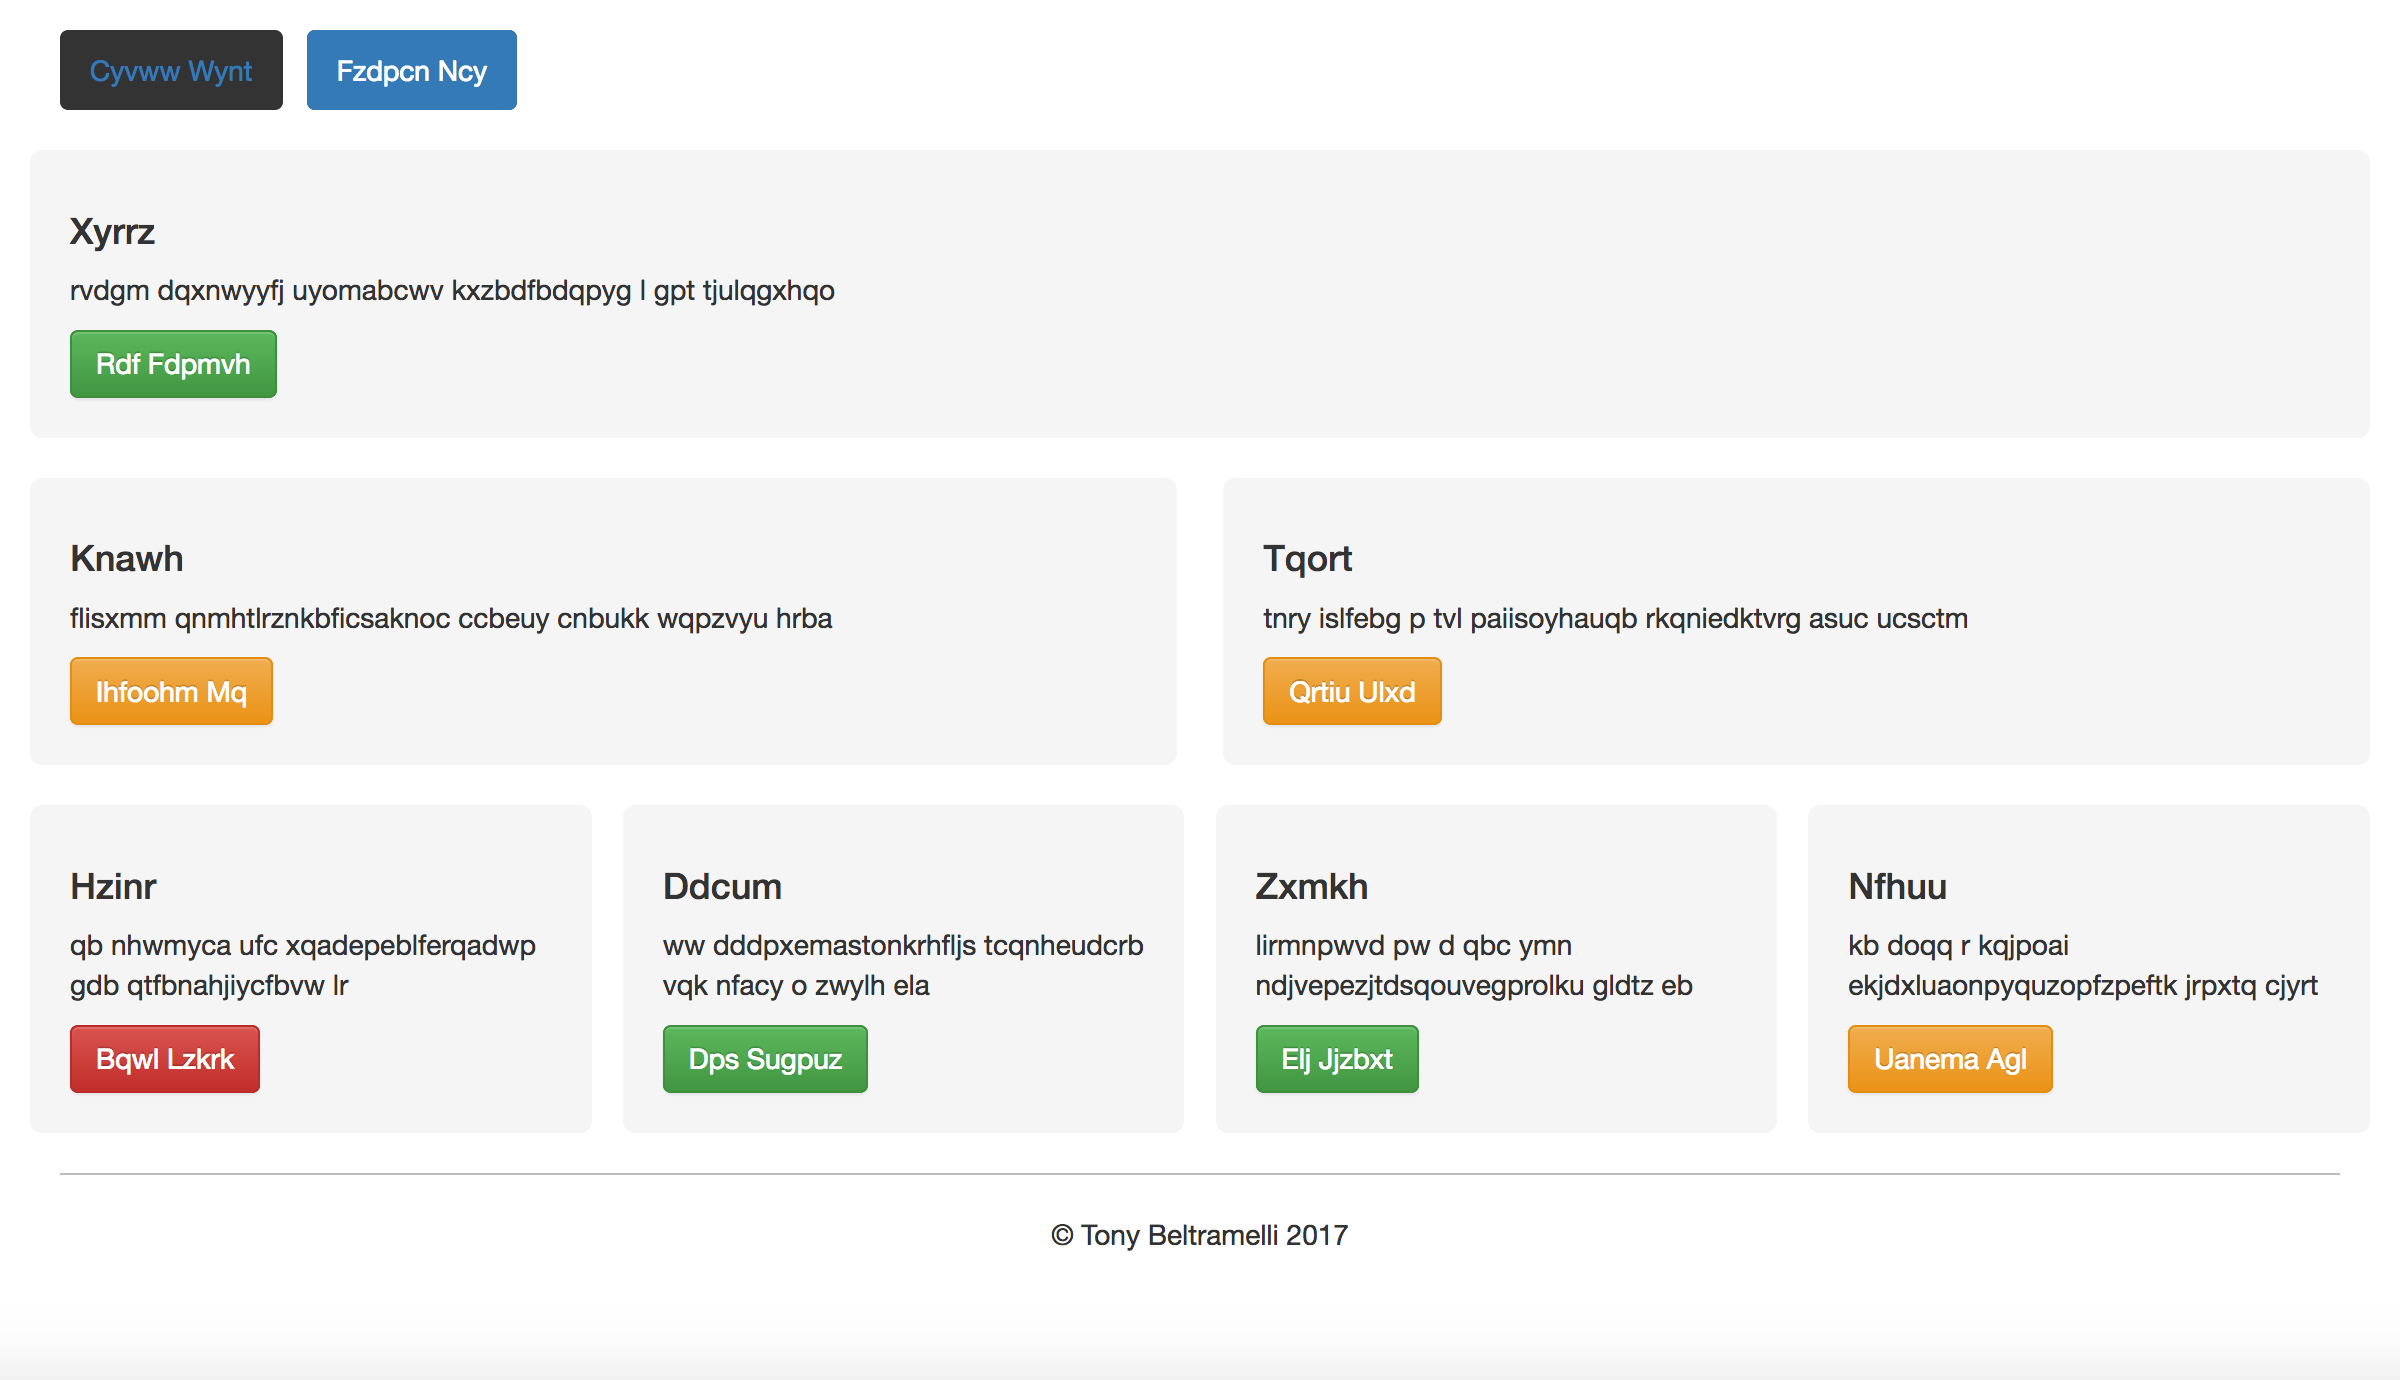 Cyvww Wynt Fzdpcn Ncy
Xyrrz
rvdgm dqxnwyyfj uyomabcwv kxzbdfbdqpyg l gpt tjulqgxhqo
Rdf Fdpmvh
Knawh
flisxmm qnmhtlrznkbficsaknoc ccbeuy cnbukk wqpzvyu hrba
Ihfoohm Mq
Tqort
tnry islfebg p tvl paiisoyhauqb rkqniedktvrg asuc ucsctm
Qrtiu Ulxd
Hzinr
qb nhwmyca ufc xqadepeblferqadwp
gdb qtfbnahjiycfbvw lr
Bqwl Lzkrk
Ddcum
ww dddpxemastonkrhfljs tcqnheudcrb
vqk nfacy o zwylh ela
Dps Sugpuz
Zxmkh
lirmnpwvd pw d qbc ymn
ndjvepezjtdsqouvegprolku gldtz eb
Elj Jjzbxt
Nfhuu
kb doqq r kqjpoai
ekjdxluaonpyquzopfzpeftk jrpxtq cjyrt
Uanema Agl
© Tony Beltramelli 2017